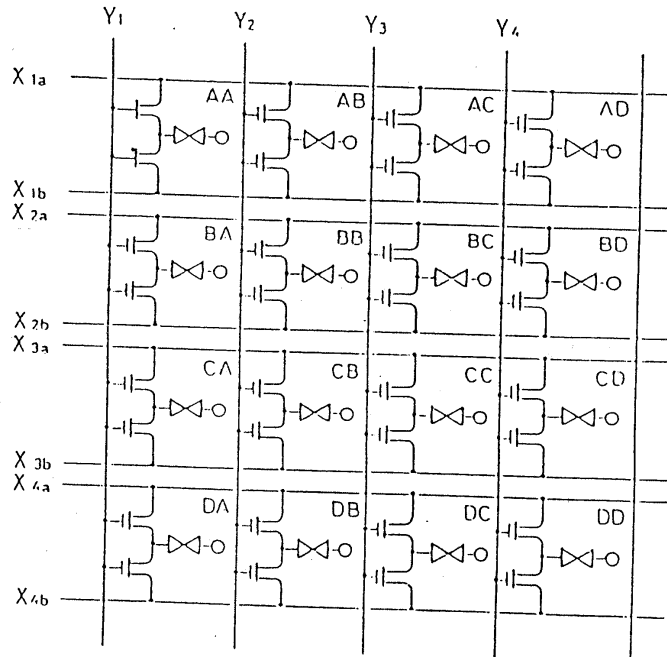 Y1 Y2 Y3 Y4
X1a
AA AB AC AD
X1b
X2a
BA BB BC BD
X2b
X3a
CA CB CC CD
X3b
X4a
DA DB DC DD
X4b